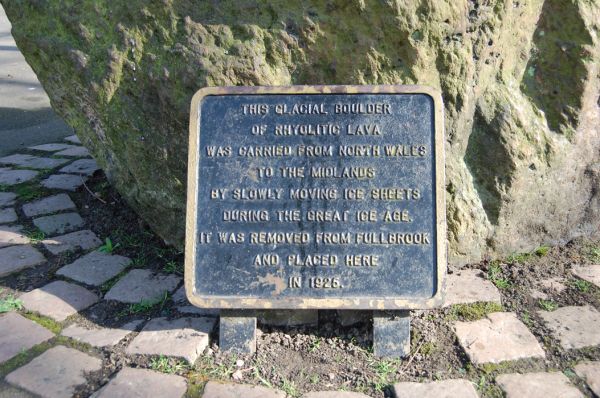 THIS GLACIAL BOULDER
OF RHYOLITIC LAVA
WAS CARRIED FROM NORTH WALES
TO THE MIDLANDS
BY SLOWLY MOVING ICE SHEETS
DURING THE GREAT ICE AGE.
IT WAS REMOVED FROM FULLBROOK
AND PLACED HERE
IN 1925.